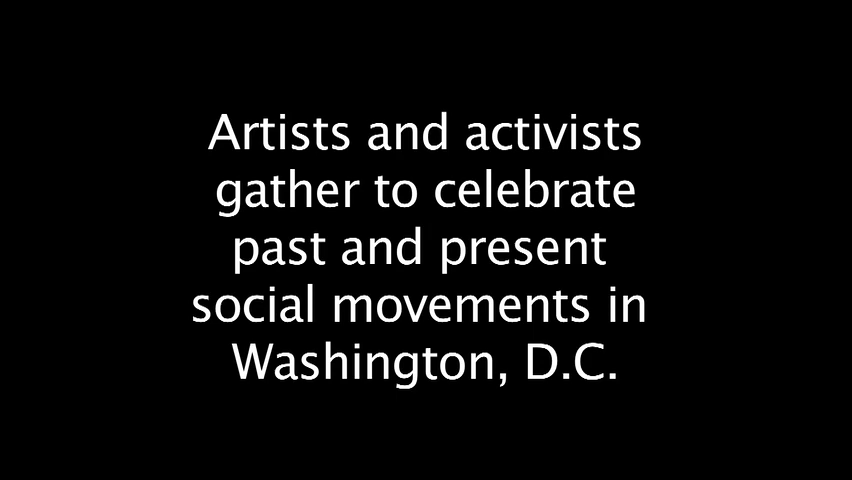 Artists and activists
gather to celebrate
past and present
social movements in
Washington, D.C.